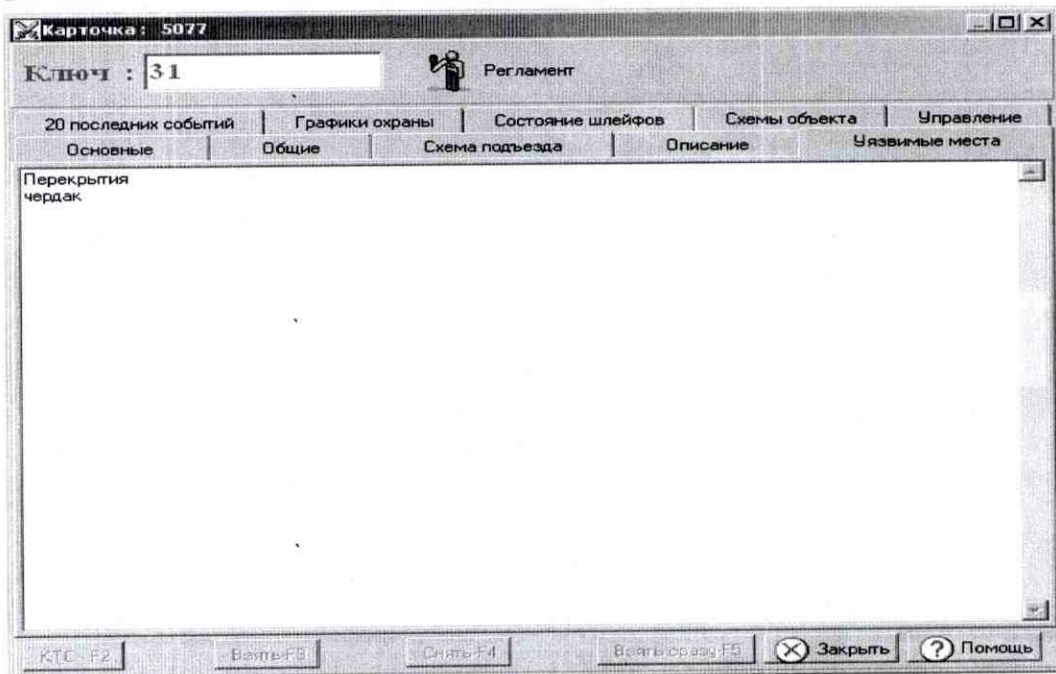 Карточка: 5077
Ключ : 31
Регламент
20 последних событий Графики охраны Состояние шлейфов Схемы объекта Управление
Основные Общие Схема подъезда Описание Уязвимые места
Перекрытия
чердак
КТС F2 Взять-F3 Снять-F4 Взять сразу-F5 Закрыть Помощь